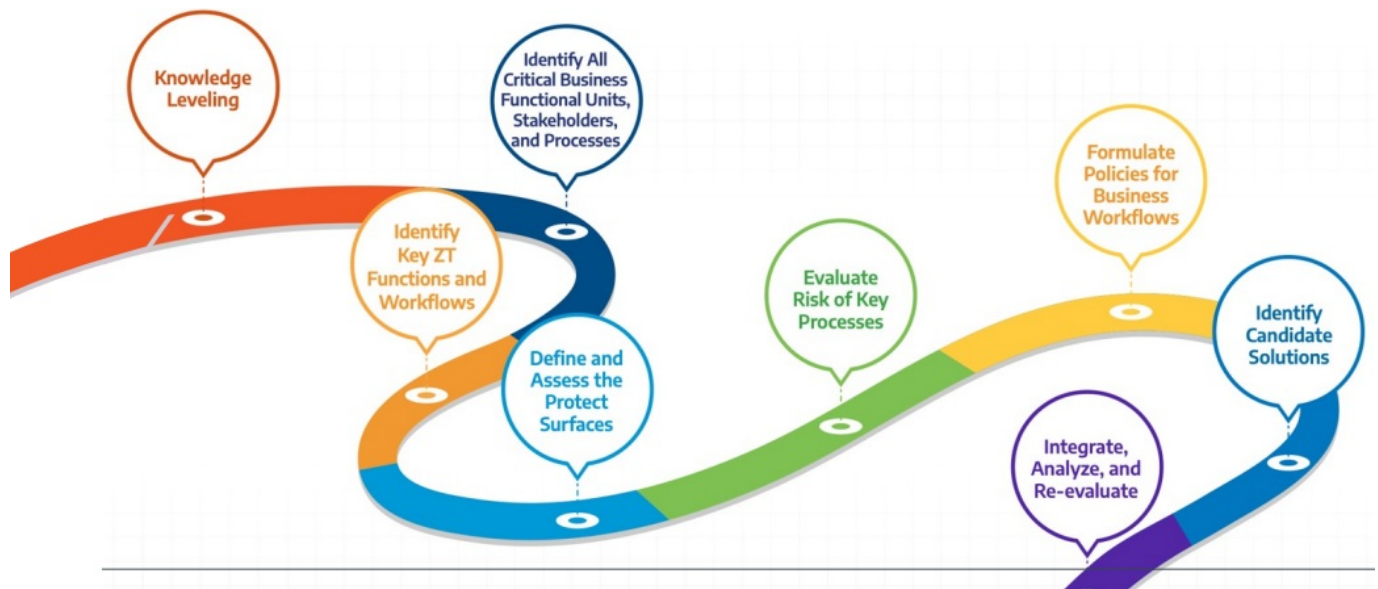 Knowledge
Leveling
Identify All
Critical Business
Functional Units,
Stakeholders,
and Processes
Identify
Key ZT
Functions and
Workflows
Define and
Assess the
Protect
Surfaces
Evaluate
Risk of Key
Processes
Formulate
Policies for
Business
Workflows
Identify
Candidate
Solutions
Integrate,
Analyze, and
Re-evaluate